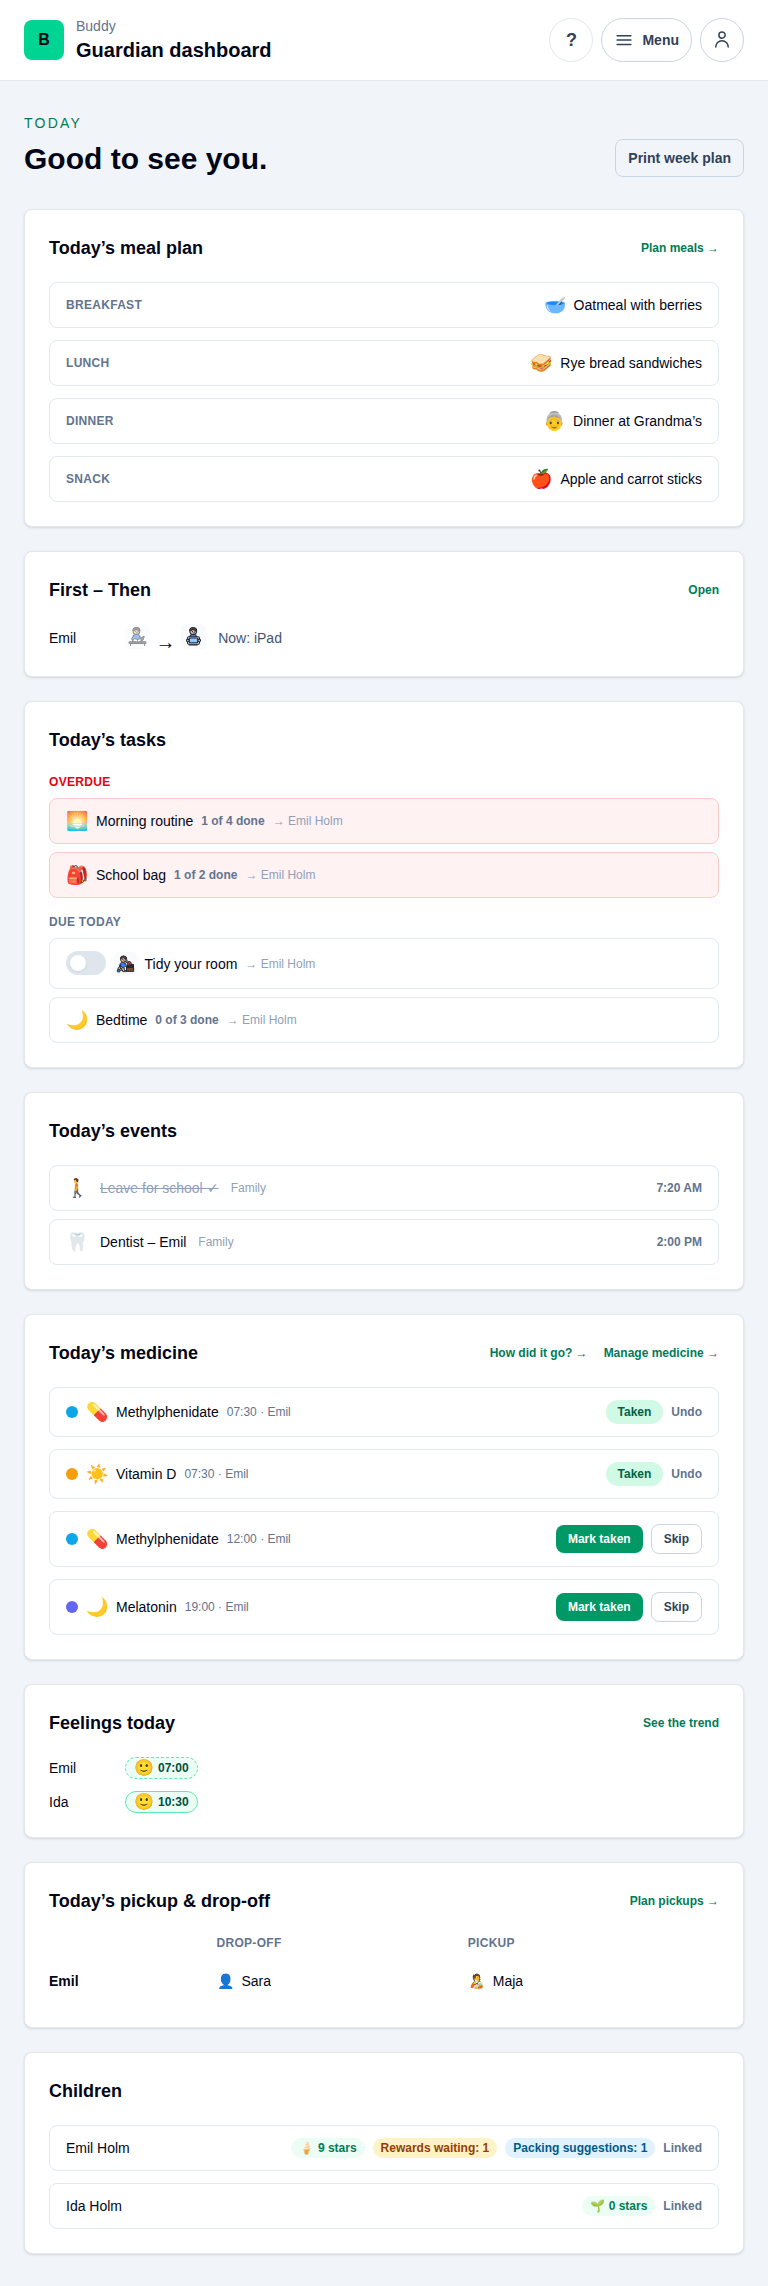 B
Buddy
Guardian dashboard
?
Menu
TODAY
Good to see you.
Print week plan
Today’s meal plan
Plan meals →
BREAKFAST
Oatmeal with berries
LUNCH
Rye bread sandwiches
DINNER
Dinner at Grandma’s
SNACK
Apple and carrot sticks
First – Then
Open
Emil
→
Now: iPad
Today’s tasks
OVERDUE
Morning routine 1 of 4 done → Emil Holm
School bag 1 of 2 done → Emil Holm
DUE TODAY
Tidy your room → Emil Holm
Bedtime 0 of 3 done → Emil Holm
Today’s events
Leave for school ✓ Family 7:20 AM
Dentist – Emil Family 2:00 PM
Today’s medicine
How did it go? →
Manage medicine →
Methylphenidate 07:30 · Emil Taken Undo
Vitamin D 07:30 · Emil Taken Undo
Methylphenidate 12:00 · Emil Mark taken Skip
Melatonin 19:00 · Emil Mark taken Skip
Feelings today
See the trend
Emil 07:00
Ida 10:30
Today’s pickup & drop-off
Plan pickups →
DROP-OFF PICKUP
Emil Sara Maja
Children
Emil Holm 9 stars Rewards waiting: 1 Packing suggestions: 1 Linked
Ida Holm 0 stars Linked